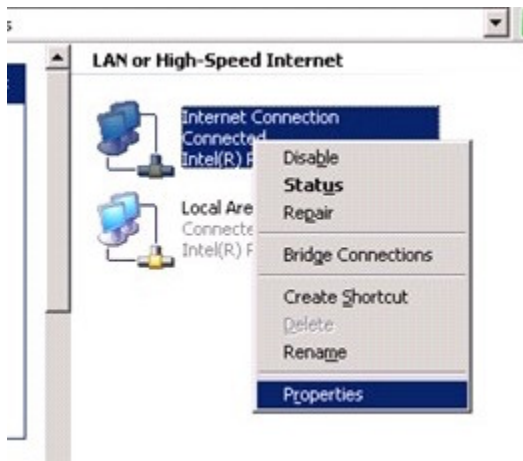 LAN or High-Speed Internet
Internet Connection
Connected
Intel(R)
Disable
Status
Repair
Bridge Connections
Create Shortcut
Delete
Rename
Properties
Local Are
Connecte
Intel(R)